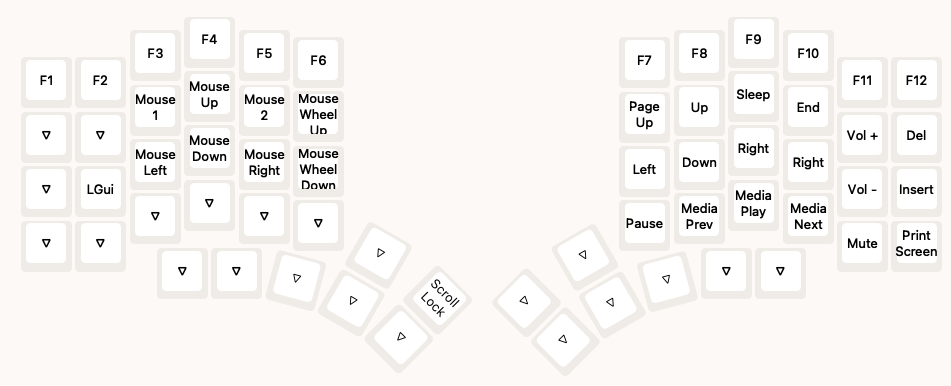 F1
F2
F3
F4
F5
F6
F7
F8
F9
F10
F11
F12
▽
▽
Mouse
1
Mouse
Up
Mouse
2
Mouse
Wheel
Up
Page
Up
Up
Sleep
End
Vol +
Del
▽
LGui
Mouse
Left
Mouse
Down
Mouse
Right
Mouse
Wheel
Down
Left
Down
Right
Right
Vol -
Insert
▽
▽
▽
▽
▽
▽
Pause
Media
Prev
Media
Play
Media
Next
Mute
Print
Screen
▽
▽
▽
▽
▽
▽
Scroll
Lock
▽
▽
▽
▽
▽
▽
▽